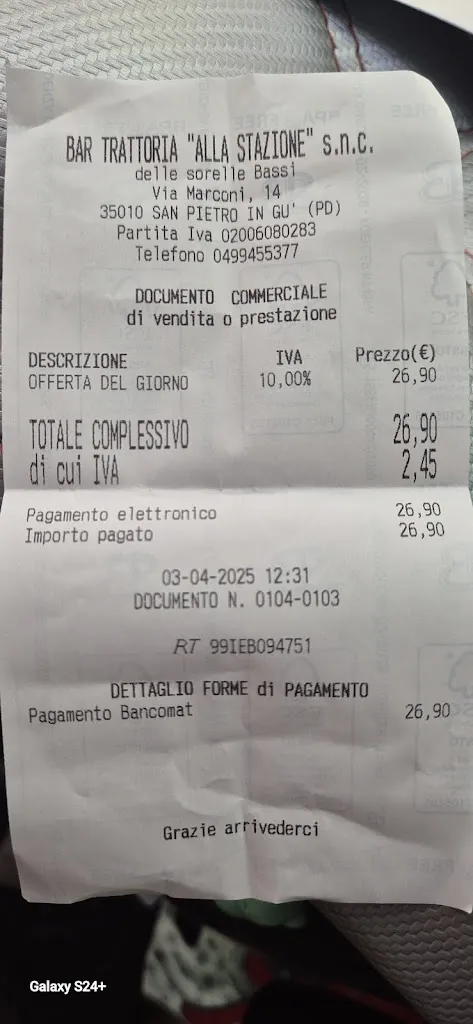 BAR TRATTORIA "ALLA STAZIONE" s.n.c.
delle sorelle Bassi
Via Marconi, 14
35010 SAN PIETRO IN GU' (PD)
Partita Iva 02006080283
Telefono 0499455377
DOCUMENTO COMMERCIALE
di vendita o prestazione
DESCRIZIONE IVA Prezzo(€)
OFFERTA DEL GIORNO 10,00% 26,90
TOTALE COMPLESSIVO 26,90
di cui IVA 2,45
Pagamento elettronico 26,90
Importo pagato 26,90
03-04-2025 12:31
DOCUMENTO N. 0104-0103
RT 99IEB094751
DETTAGLIO FORME di PAGAMENTO
Pagamento Bancomat 26,90
Grazie arrivederci
Galaxy S24+